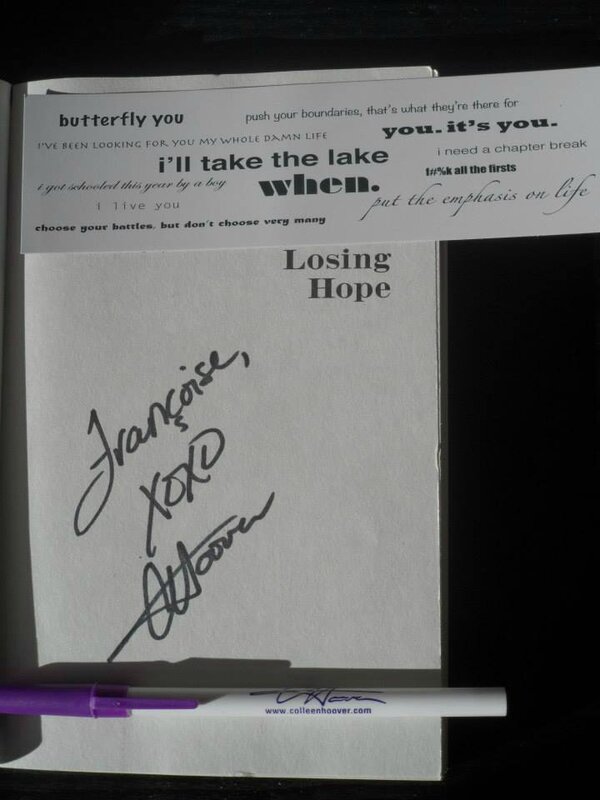 butterfly you
push your boundaries, that's what they're there for
I'VE BEEN LOOKING FOR YOU MY WHOLE DAMN LIFE
you. it's you.
i'll take the lake
i need a chapter break
i got schooled this year by a boy
when.
f#%k all the firsts
i live you
put the emphasis on life
choose your battles, but don't choose very many
Losing
Hope
Françoise,
XOXO
CHoover
CHoover
www.colleenhoover.com